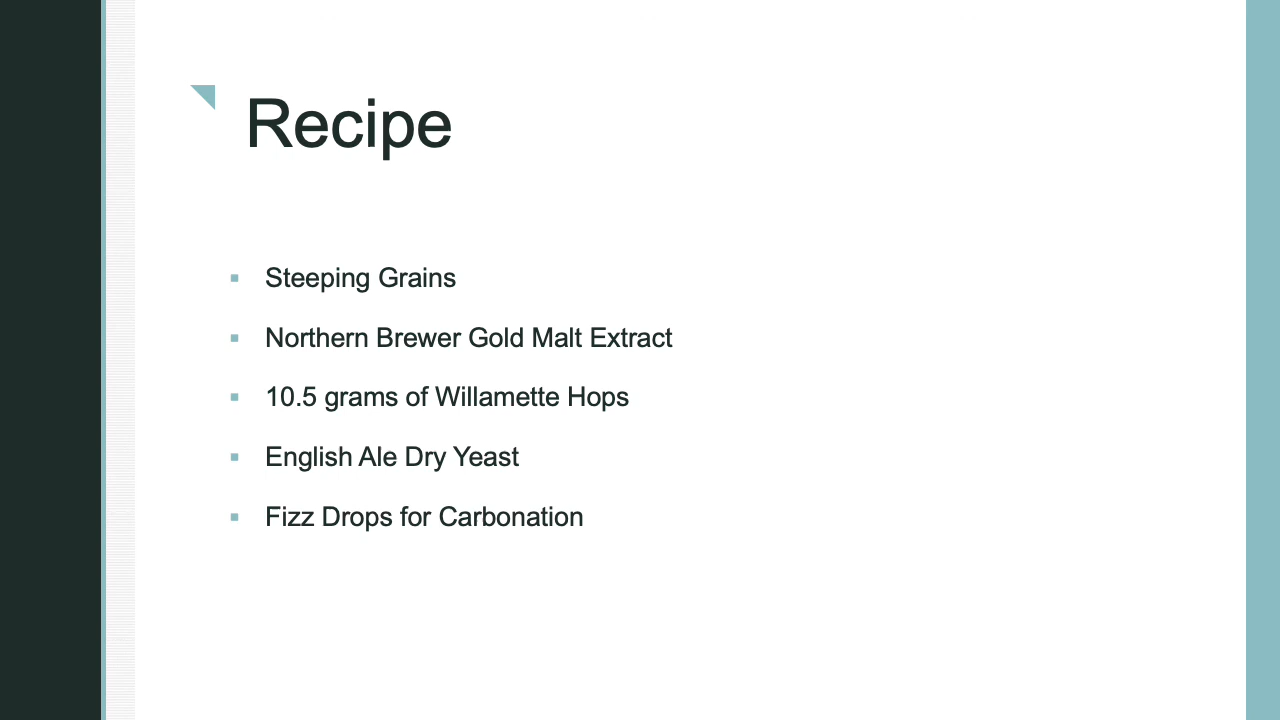 Recipe
▪ Steeping Grains
▪ Northern Brewer Gold Malt Extract
▪ 10.5 grams of Willamette Hops
▪ English Ale Dry Yeast
▪ Fizz Drops for Carbonation